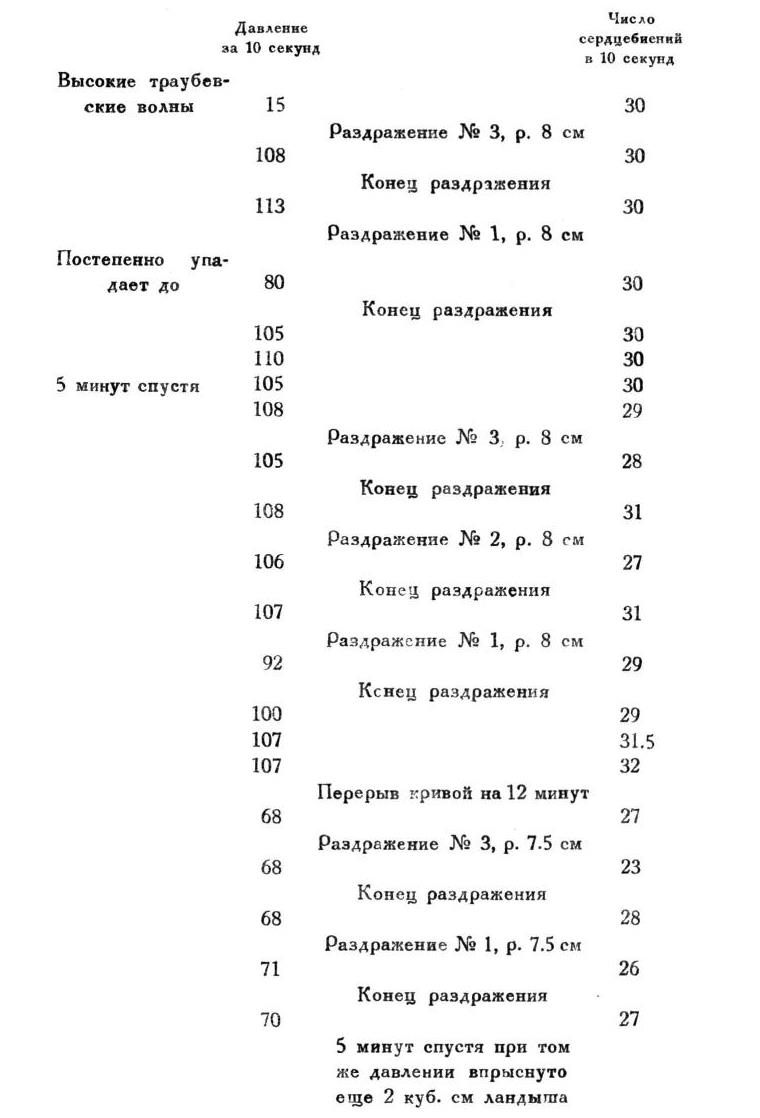 Давление
за 10 секунд
Число
сердцебиений
в 10 секунд
Высокие траубев-
ские волны 15 30
Раздражение № 3, р. 8 см
108 30
Конец раздражения
113 30
Раздражение № 1, р. 8 см
Постепенно упа-
дает до 80 30
Конец раздражения
105 30
110 30
5 минут спустя 105 30
108 29
Раздражение № 3, р. 8 см
105 28
Конец раздражения
108 31
Раздражение № 2, р. 8 см
106 27
Конец раздражения
107 31
Раздражение № 1, р. 8 см
92 29
Конец раздражения
100 29
107 31.5
107 32
Перерыв кривой на 12 минут
68 27
Раздражение № 3, р. 7.5 см
68 23
Конец раздражения
68 28
Раздражение № 1, р. 7.5 см
71 26
Конец раздражения
70 27
5 минут спустя при том
же давлении впрыснуто
еще 2 куб. см ландыша